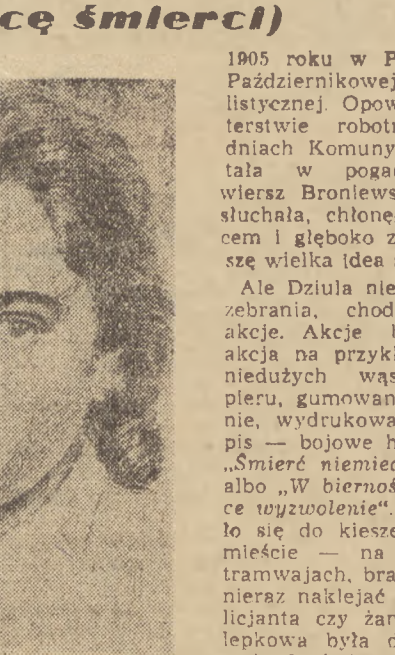 cę śmierci)
1905 roku w P
Październikowej
listycznej. Opow
terstwie robotn
dniach Komuny
tała w poga
wiersz Broniews
słuchała, chłonę
cem i głęboko z
szę wielka idea
Ale Dziula nie
zebrania, chod
akcje. Akcje
akcja na przykł
niedużych wąs
pieru, gumowan
nie, wydrukowa
pis — bojowe h
„Śmierć niemiec
albo „W biernoś
ce wyzwolenie“.
ło się do kiesze
mieście — na
tramwajach, bra
nieraz naklejać
licjanta czy żan
lepkowa była